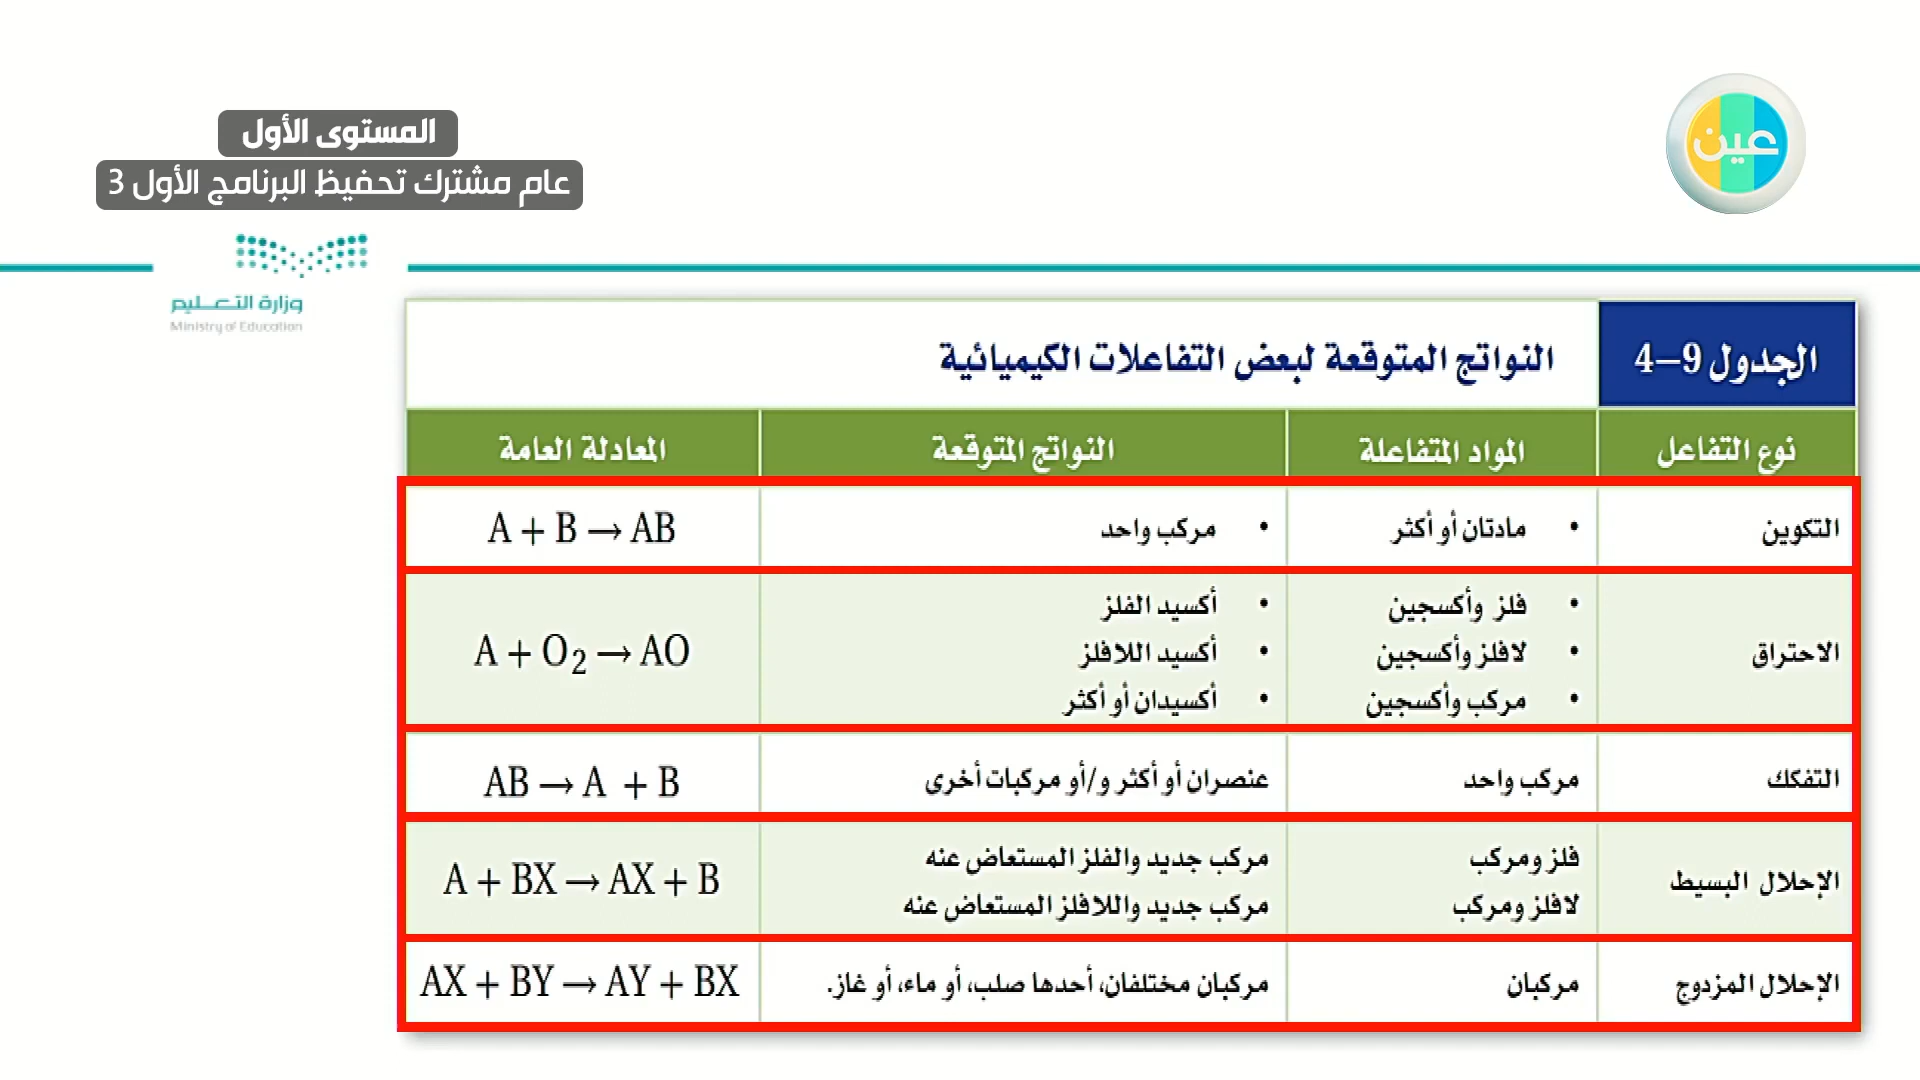 المستوى الأول
عام مشترك تحفيظ البرنامج الأول 3
عين
وزارة التعليم
Ministry of Education
الجدول 9–4 النواتج المتوقعة لبعض التفاعلات الكيميائية
نوع التفاعل المواد المتفاعلة النواتج المتوقعة المعادلة العامة
التكوين • مادتان أو أكثر • مركب واحد A + B → AB
الاحتراق
• فلز وأكسجين • أكسيد الفلز
• لافلز وأكسجين • أكسيد اللافلز
• مركب وأكسجين • أكسيدان أو أكثر
A + O₂ → AO
التفكك مركب واحد عنصران أو أكثر و/أو مركبات أخرى AB → A + B
الإحلال البسيط
فلز ومركب مركب جديد والفلز المستعاض عنه
لافلز ومركب مركب جديد واللافلز المستعاض عنه
A + BX → AX + B
الإحلال المزدوج مركبان مركبان مختلفان، أحدها صلب، أو ماء، أو غاز. AX + BY → AY + BX